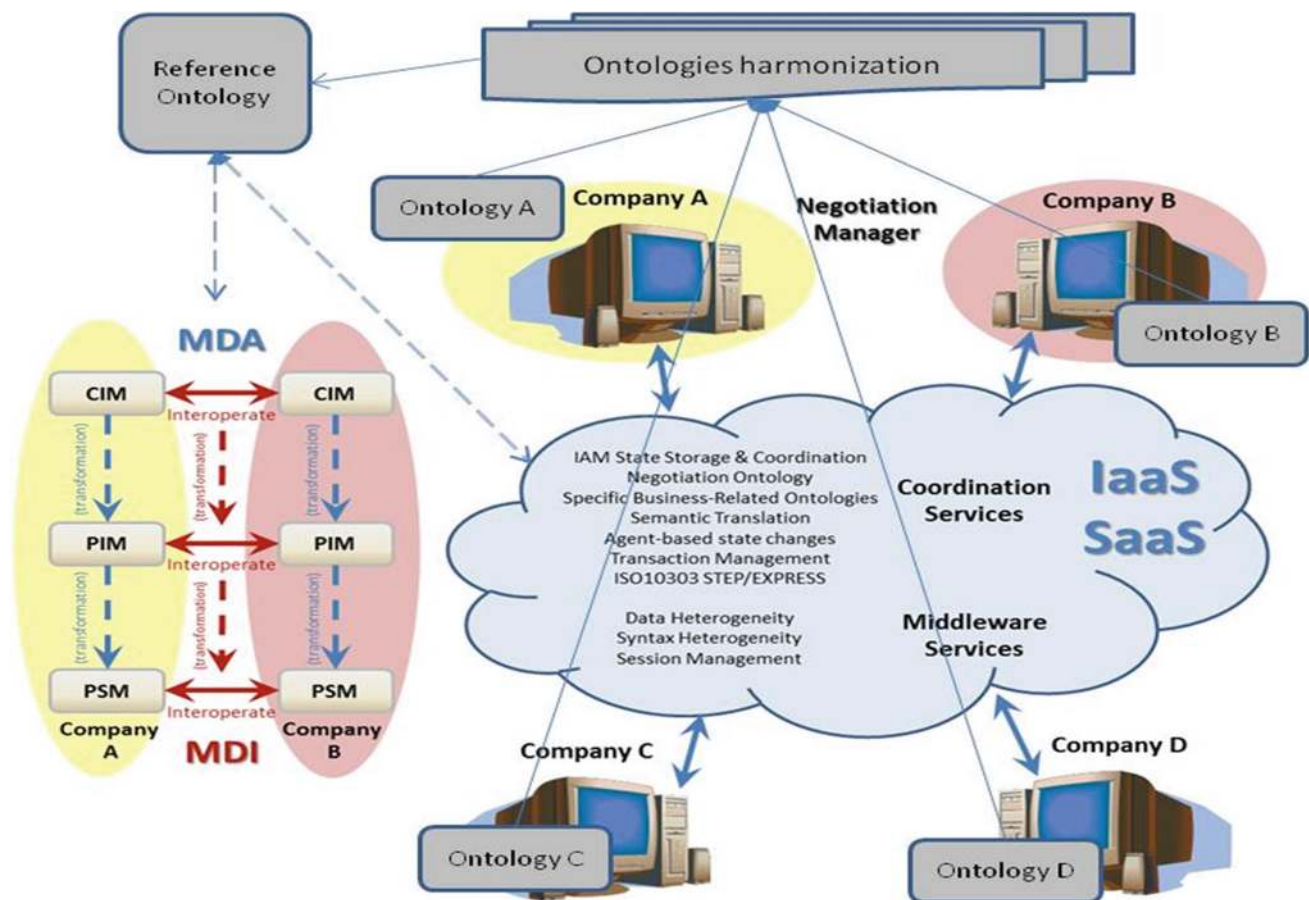 Reference
Ontology
Ontologies harmonization
Ontology A
Company A
Negotiation
Manager
Company B
Ontology B
MDA
CIM
CIM
Interoperate
(transformation)
(transformation)
(transformation)
PIM
PIM
Interoperate
(transformation)
(transformation)
(transformation)
PSM
PSM
Interoperate
Company
A
Company
B
MDI
IAM State Storage & Coordination
Negotiation Ontology
Specific Business-Related Ontologies
Semantic Translation
Agent-based state changes
Transaction Management
ISO10303 STEP/EXPRESS
Data Heterogeneity
Syntax Heterogeneity
Session Management
Coordination
Services
Middleware
Services
IaaS
SaaS
Company C
Ontology C
Company D
Ontology D